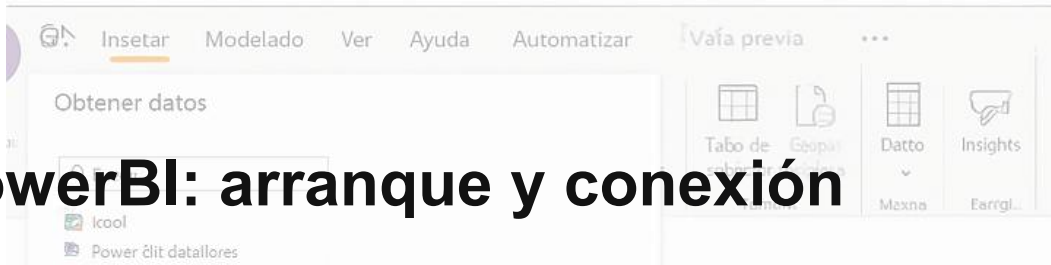 Insetar Modelado Ver Ayuda Automatizar Vaía previa ...
Obtener datos
Tabo de
Datto Insights
owerBI: arranque y conexión
Icool
Mexna
Power člit datallores